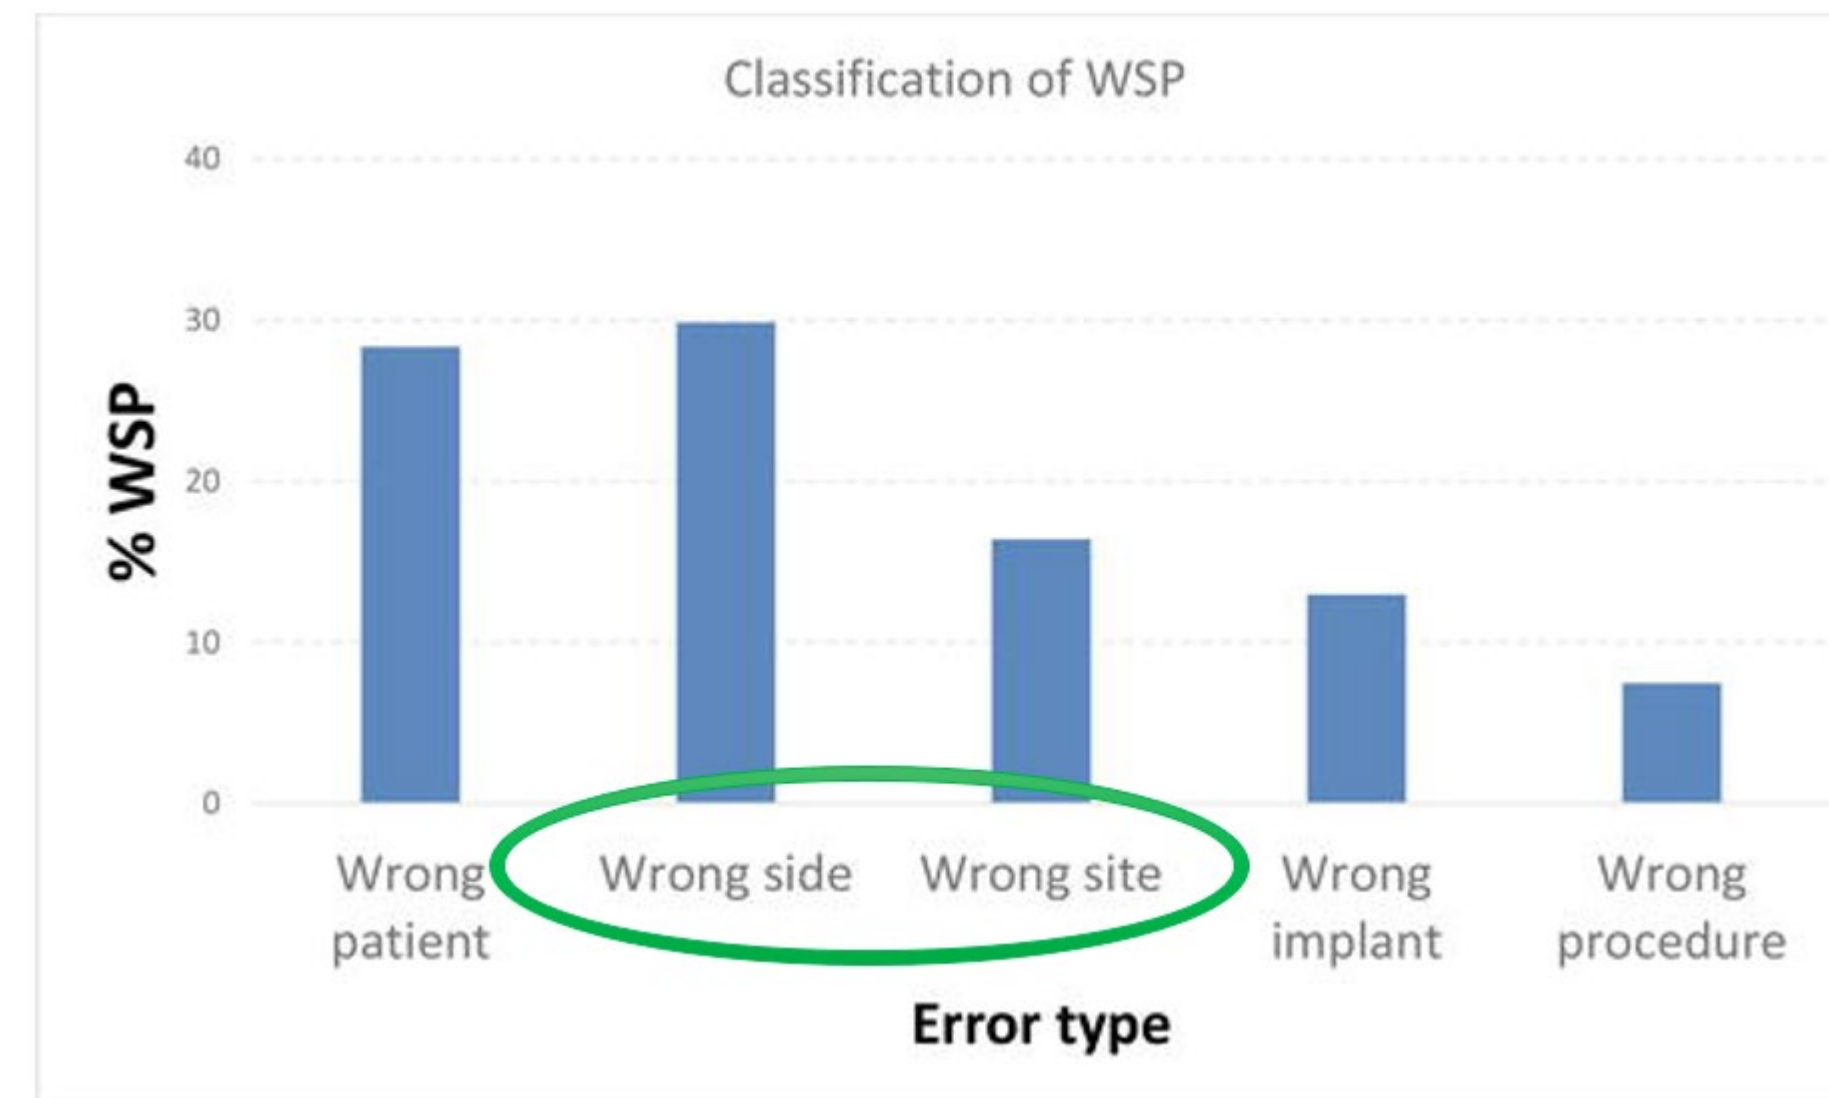 Classification of WSP
40
30
20
10
0
% WSP
Wrong patient
Wrong side
Wrong site
Wrong implant
Wrong procedure
Error type